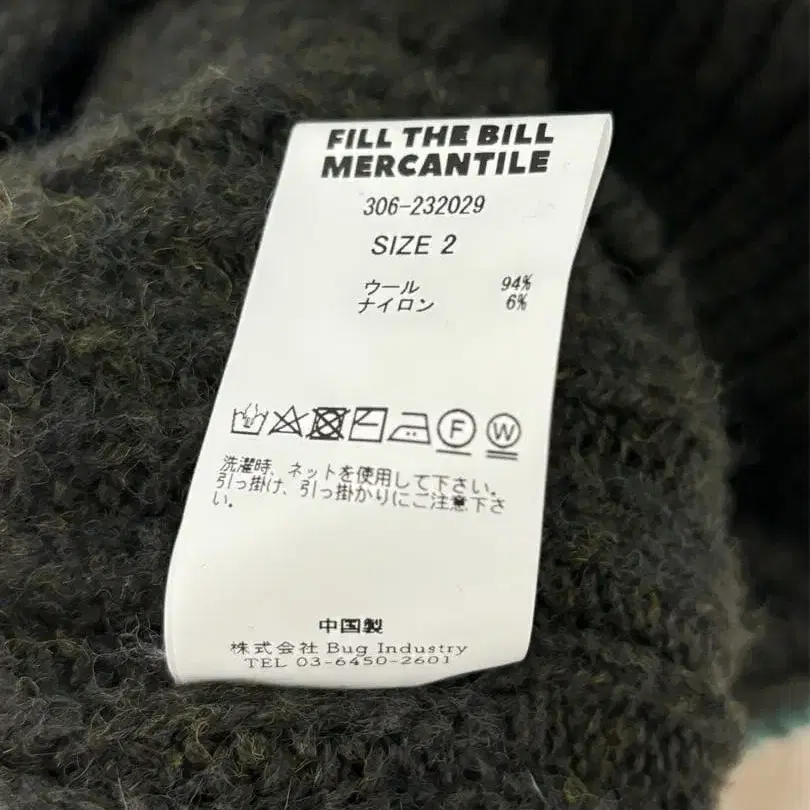 FILL THE BILL
MERCANTILE
306-232029
SIZE 2
ウール 94%
ナイロン 6%
F W
洗濯時、ネットを使用して下さい。
引っ掛け、引っ掛かりにご注意下さ
い。
中国製
株式会社 Bug Industry
TEL 03-6450-2601